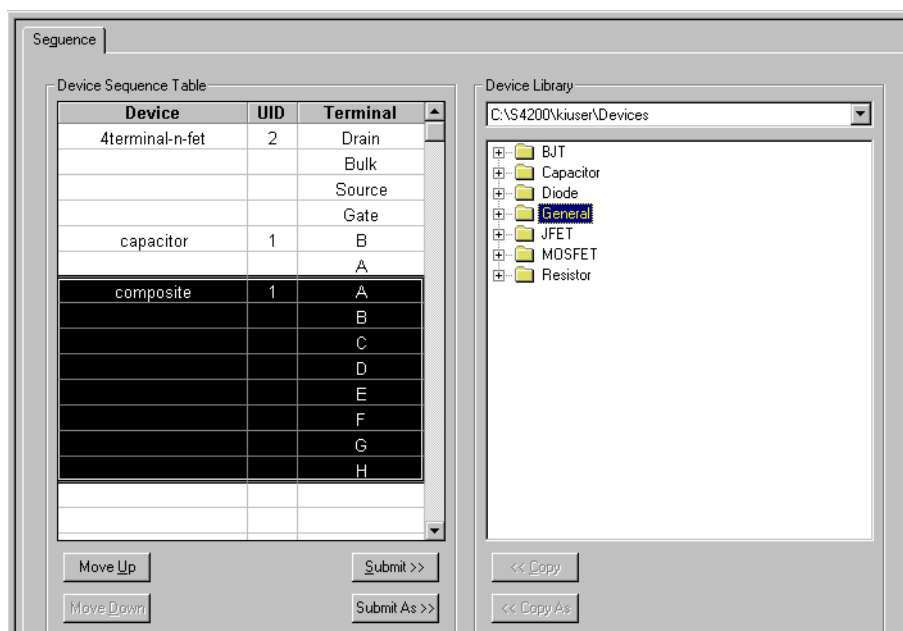 Sequence
Device Sequence Table
Device UID Terminal
4terminal-n-fet 2 Drain
Bulk
Source
Gate
capacitor 1 B
A
composite 1 A
B
C
D
E
F
G
H
Move Up
Submit >>
Move Down
Submit As >>
Device Library
C:\S4200\kiuser\Devices
BJT
Capacitor
Diode
General
JFET
MOSFET
Resistor
<< Copy
<< Copy As